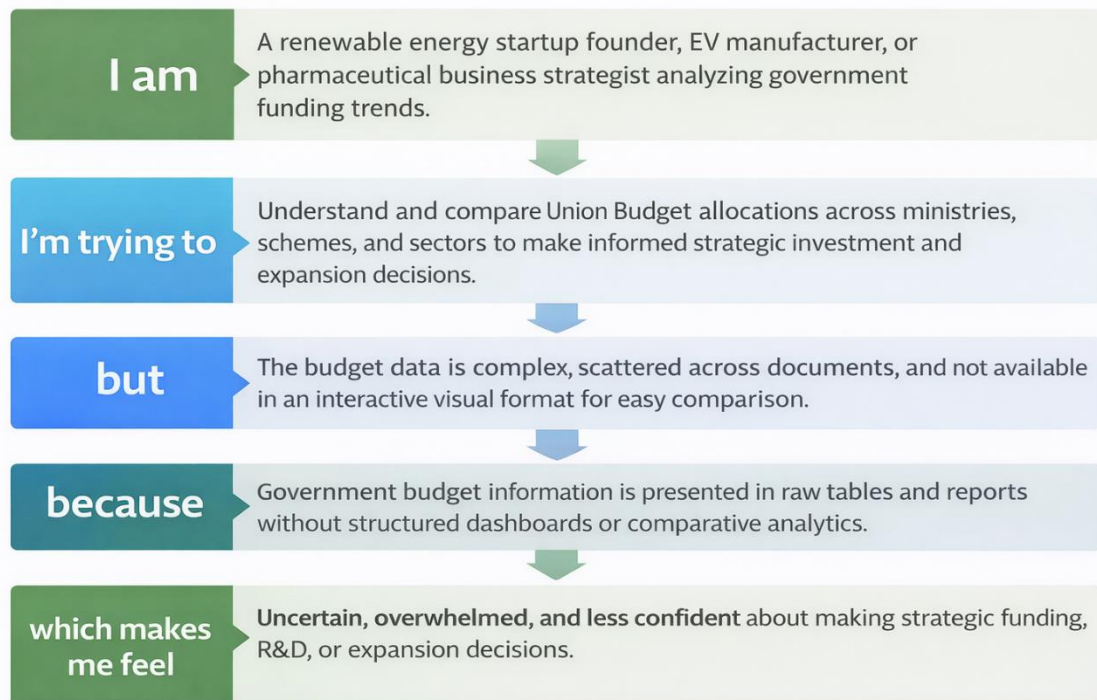 I am
A renewable energy startup founder, EV manufacturer, or
pharmaceutical business strategist analyzing government
funding trends.
I'm trying to
Understand and compare Union Budget allocations across ministries,
schemes, and sectors to make informed strategic investment and
expansion decisions.
but
The budget data is complex, scattered across documents, and not available
in an interactive visual format for easy comparison.
because
Government budget information is presented in raw tables and reports
without structured dashboards or comparative analytics.
which makes
me feel
Uncertain, overwhelmed, and less confident about making strategic funding,
R&D, or expansion decisions.